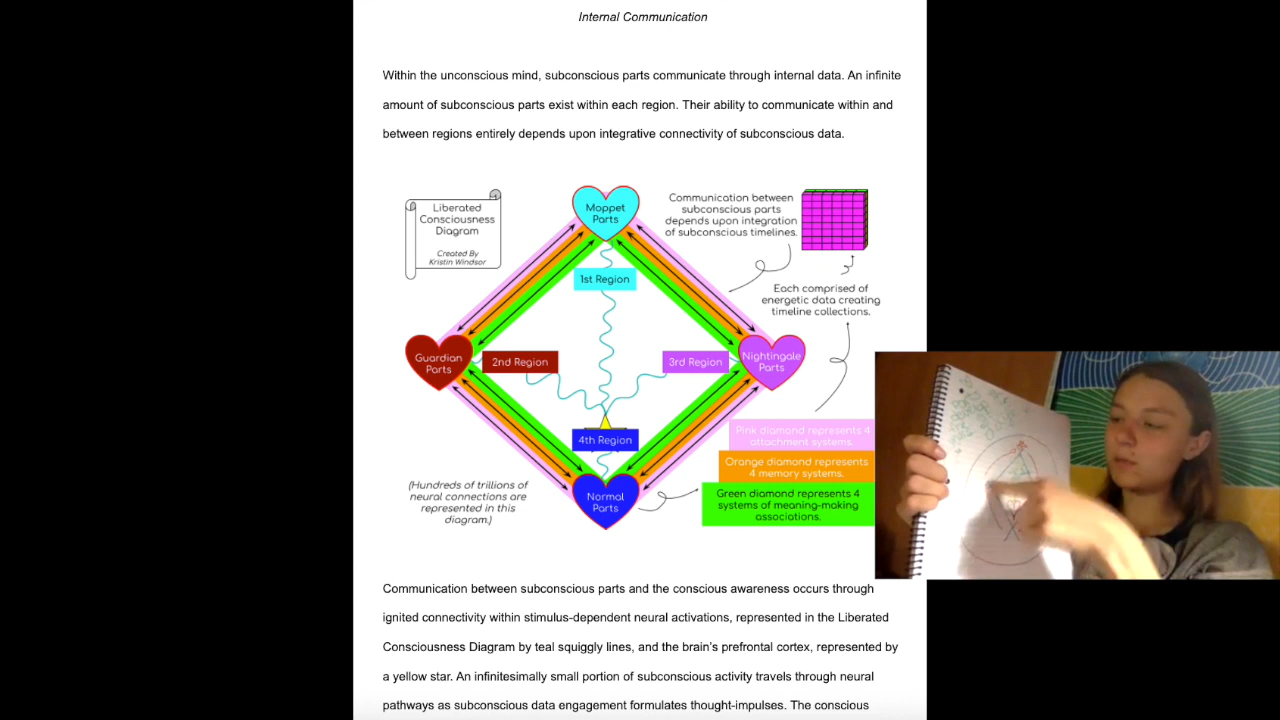 Internal Communication
Within the unconscious mind, subconscious parts communicate through internal data. An infinite
amount of subconscious parts exist within each region. Their ability to communicate within and
between regions entirely depends upon integrative connectivity of subconscious data.
Liberated
Consciousness
Diagram
Created By
Kristin Windsor
Moppet
Parts
Communication between
subconscious parts
depends upon integration
of subconscious timelines.
1st Region
Each comprised of
energetic data creating
timeline collections.
Guardian
Parts
2nd Region
3rd Region
Nightingale
Parts
4th Region
Pink diamond represents 4
attachment systems.
Orange diamond represents
4 memory systems.
Green diamond represents 4
systems of meaning-making
associations.
Normal
Parts
(Hundreds of trillions of
neural connections are
represented in this
diagram.)
Communication between subconscious parts and the conscious awareness occurs through
ignited connectivity within stimulus-dependent neural activations, represented in the Liberated
Consciousness Diagram by teal squiggly lines, and the brain's prefrontal cortex, represented by
a yellow star. An infinitesimally small portion of subconscious activity travels through neural
pathways as subconscious data engagement formulates thought-impulses. The conscious